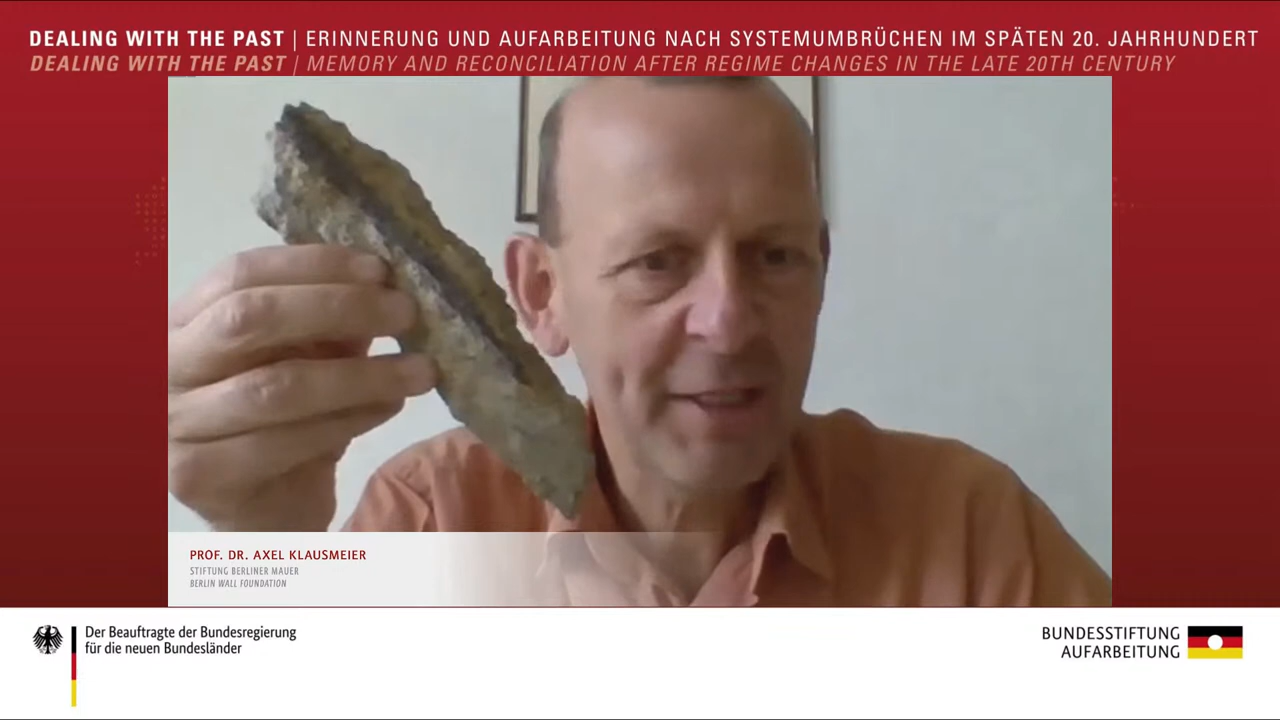 DEALING WITH THE PAST | ERINNERUNG UND AUFARBEITUNG NACH SYSTEMUMBRÜCHEN IM SPÄTEN 20. JAHRHUNDERT
DEALING WITH THE PAST | MEMORY AND RECONCILIATION AFTER REGIME CHANGES IN THE LATE 20TH CENTURY
PROF. DR. AXEL KLAUSMEIER
STIFTUNG BERLINER MAUER
BERLIN WALL FOUNDATION
Der Beauftragte der Bundesregierung
für die neuen Bundesländer
BUNDESSTIFTUNG
AUFARBEITUNG